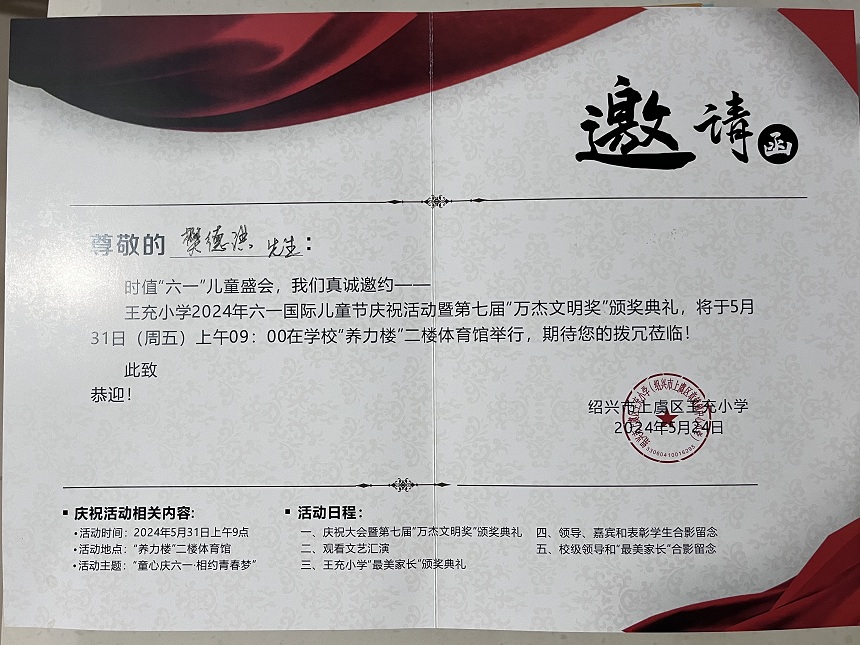 邀请函
尊敬的 樊德洪 先生：
时值“六一”儿童盛会，我们真诚邀约——
王充小学2024年六一国际儿童节庆祝活动暨第七届“万杰文明奖”颁奖典礼，将于5月
31日（周五）上午09：00在学校“养力楼”二楼体育馆举行，期待您的拨冗莅临！
此致
恭迎！
绍兴市上虞区王充小学
2024年5月24日
▪ 庆祝活动相关内容：
•活动时间：2024年5月31日上午9点
•活动地点：“养力楼”二楼体育馆
•活动主题：“童心庆六一·相约青春梦”
▪ 活动日程：
一、庆祝大会暨第七届“万杰文明奖”颁奖典礼
二、观看文艺汇演
三、王充小学“最美家长”颁奖典礼
四、领导、嘉宾和表彰学生合影留念
五、校级领导和“最美家长”合影留念